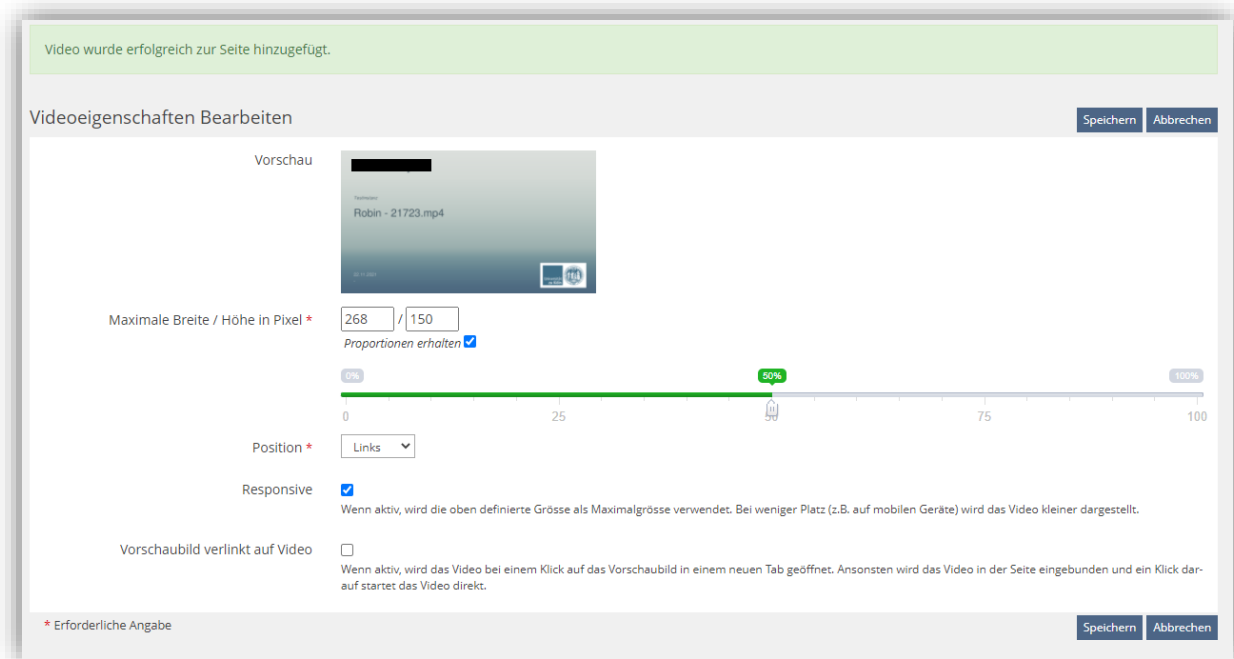 Video wurde erfolgreich zur Seite hinzugefügt.
Videoeigenschaften Bearbeiten
Speichern Abbrechen
Vorschau
Robin - 21723.mp4
Maximale Breite / Höhe in Pixel * 268 / 150
Proportionen erhalten
0% 50% 100%
0 25 50 75 100
Position * Links
Responsive
Wenn aktiv, wird die oben definierte Grösse als Maximalgrösse verwendet. Bei weniger Platz (z.B. auf mobilen Geräte) wird das Video kleiner dargestellt.
Vorschaubild verlinkt auf Video
Wenn aktiv, wird das Video bei einem Klick auf das Vorschaubild in einem neuen Tab geöffnet. Ansonsten wird das Video in der Seite eingebunden und ein Klick dar-
auf startet das Video direkt.
* Erforderliche Angabe
Speichern Abbrechen